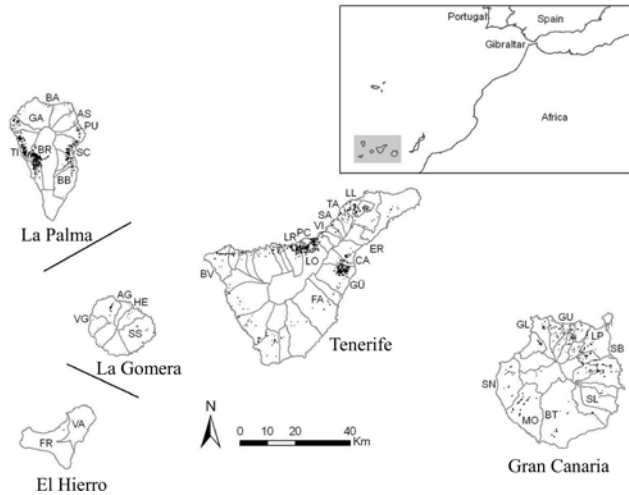 Portugal
Spain
Gibraltar
Africa
BA
GA
AS
PU
TI
BR
SC
BB
La Palma
LL
TA
SA
VI
PC
LR
LO
ER
CA
GÜ
BV
FA
Tenerife
AG
HE
VG
SS
La Gomera
GU
GL
LP
SB
SN
SL
MO
BT
Gran Canaria
VA
FR
El Hierro
N
0 10 20 40
Km